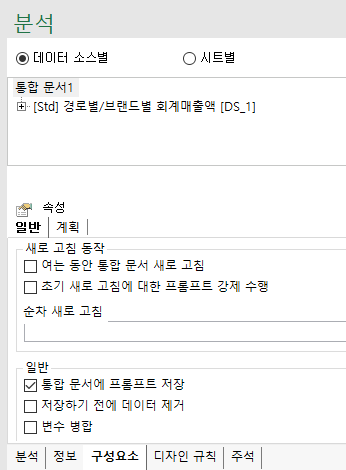 분석
데이터 소스별 시트별
통합 문서1
[Std] 경로별/브랜드별 회계매출액 [DS_1]
속성
일반 계획
새로 고침 동작
여는 동안 통합 문서 새로 고침
초기 새로 고침에 대한 프롬프트 강제 수행
순차 새로 고침
일반
통합 문서에 프롬프트 저장
저장하기 전에 데이터 제거
변수 병합
분석 정보 구성요소 디자인 규칙 주석